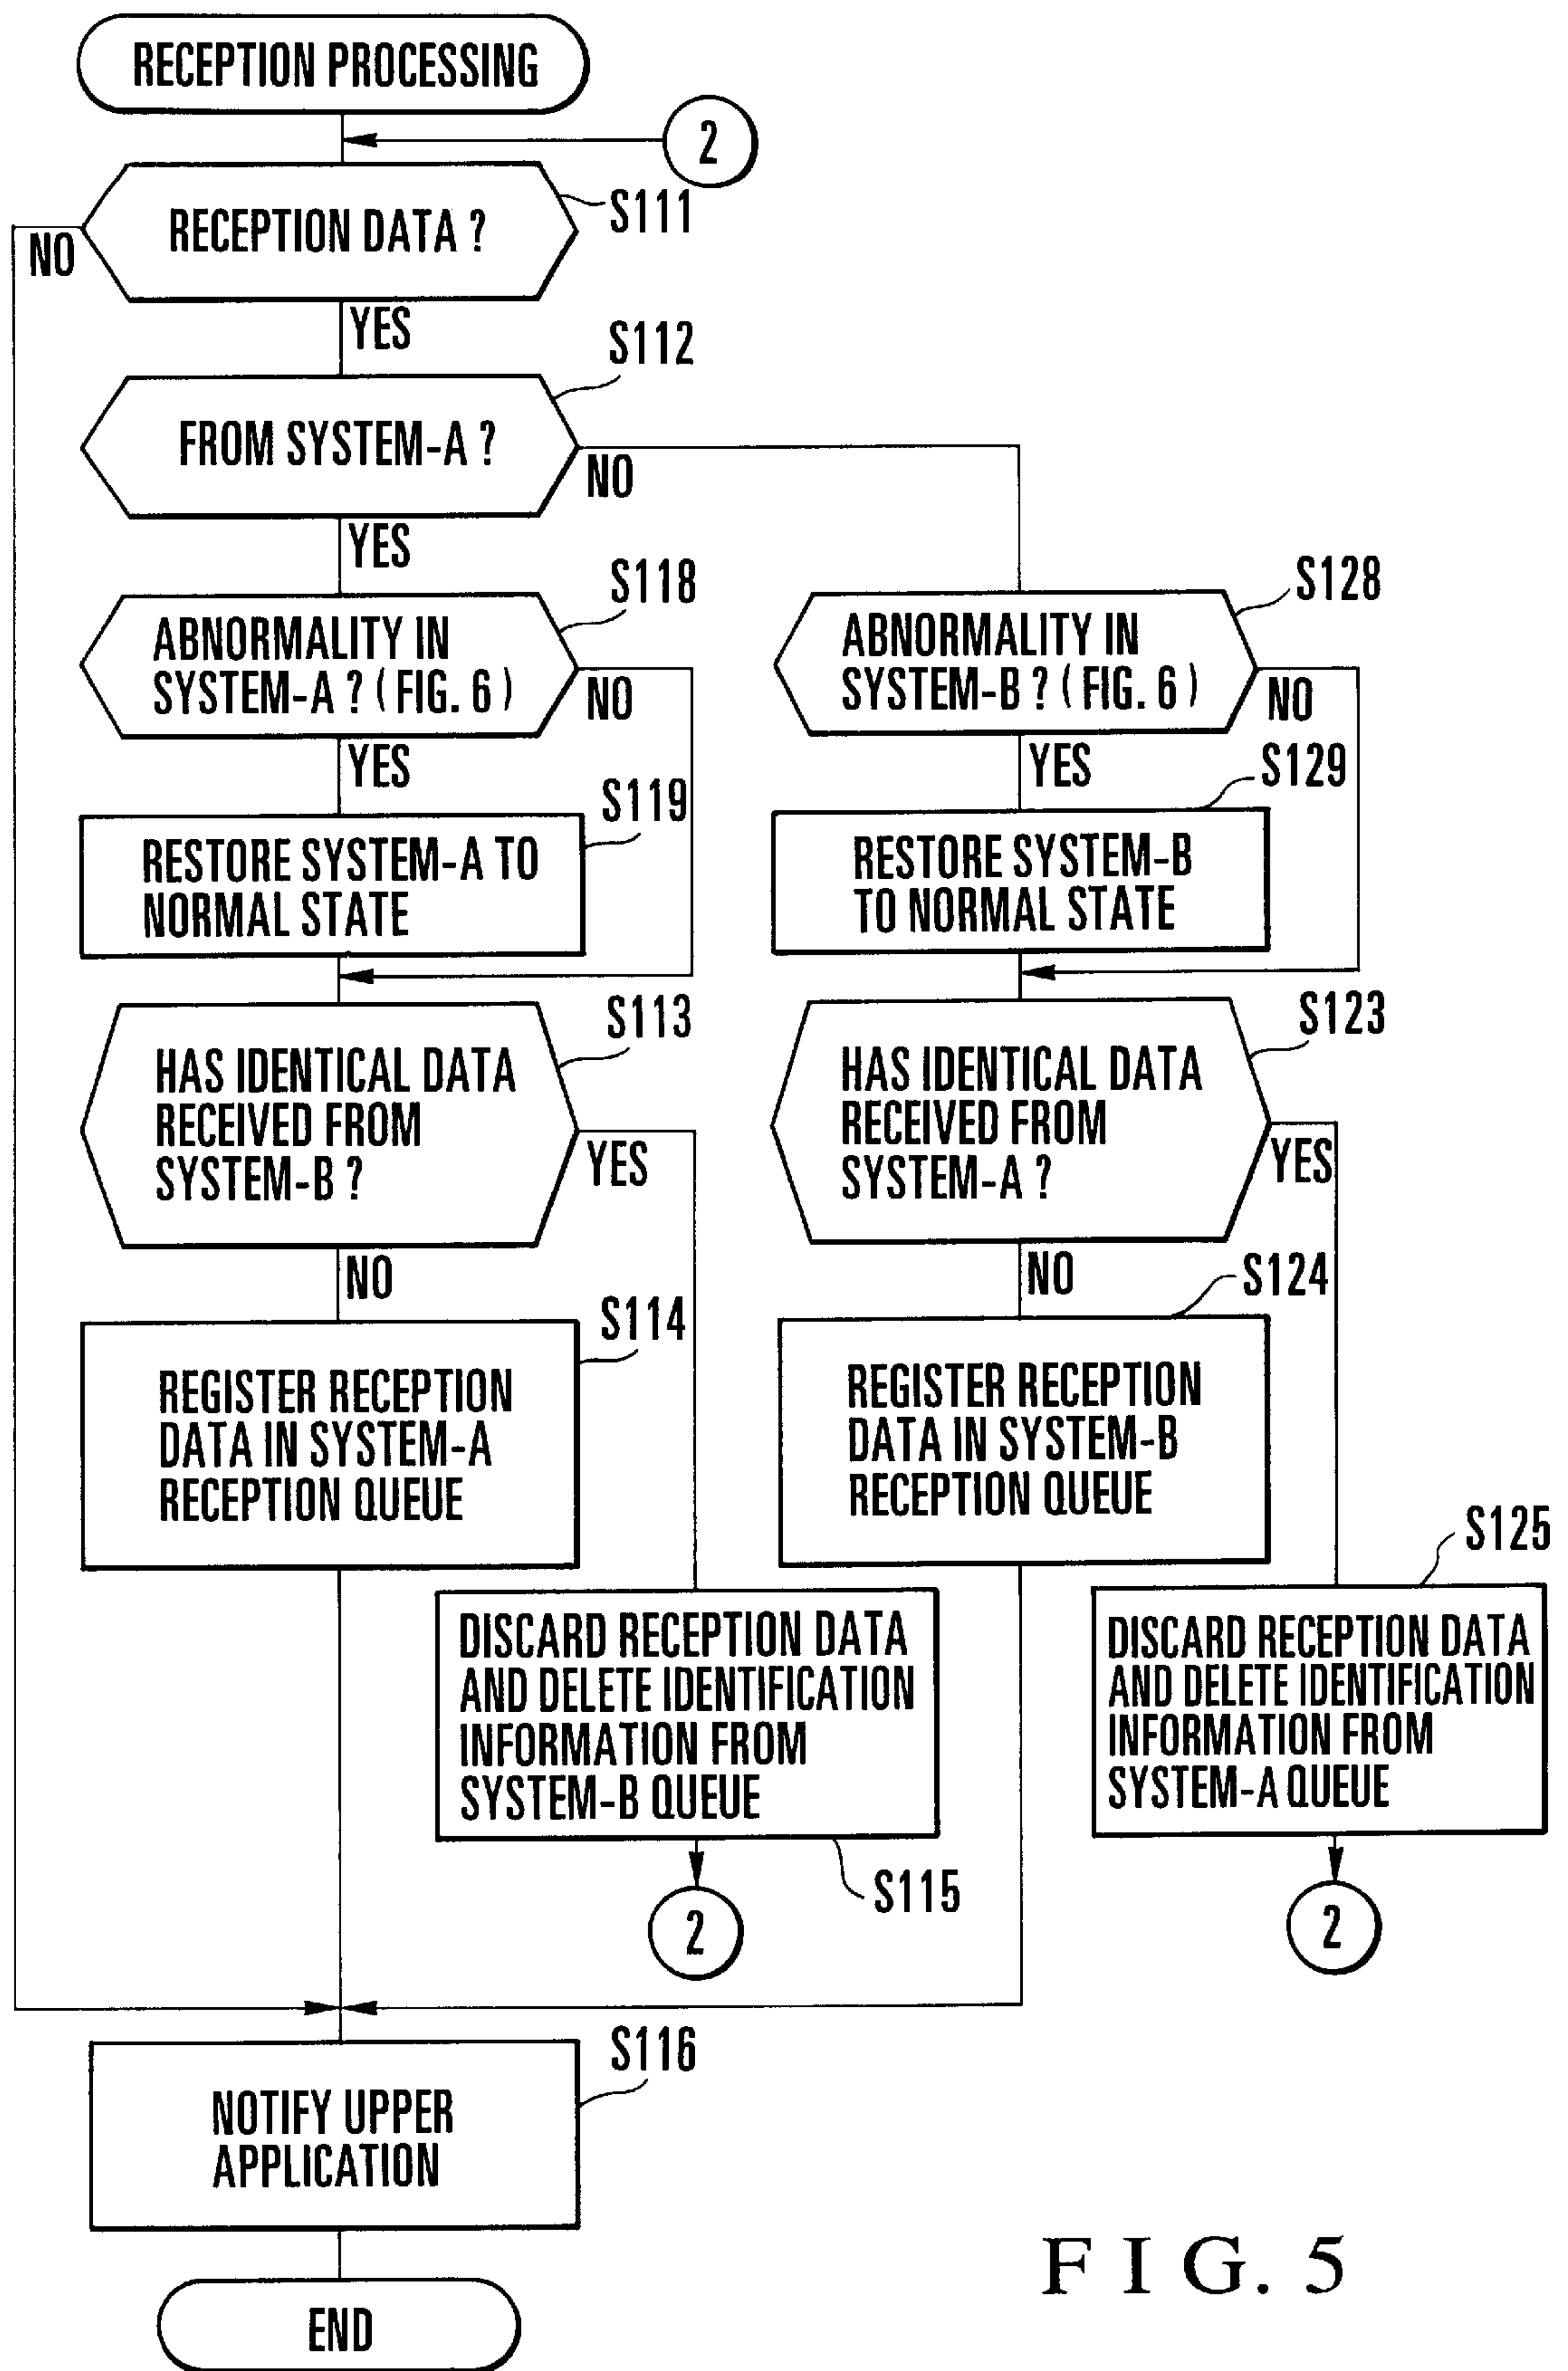 RECEPTION PROCESSING
2
RECEPTION DATA ?
S111
NO
YES
S112
FROM SYSTEM-A ?
NO
YES
S118
ABNORMALITY IN
SYSTEM-A ? ( FIG. 6 )
NO
YES
S128
ABNORMALITY IN
SYSTEM-B ? ( FIG. 6 )
NO
YES
S119
RESTORE SYSTEM-A TO
NORMAL STATE
S129
RESTORE SYSTEM-B
TO NORMAL STATE
S113
HAS IDENTICAL DATA
RECEIVED FROM
SYSTEM-B ?
YES
NO
S123
HAS IDENTICAL DATA
RECEIVED FROM
SYSTEM-A ?
YES
NO
S114
REGISTER RECEPTION
DATA IN SYSTEM-A
RECEPTION QUEUE
S124
REGISTER RECEPTION
DATA IN SYSTEM-B
RECEPTION QUEUE
DISCARD RECEPTION DATA
AND DELETE IDENTIFICATION
INFORMATION FROM
SYSTEM-B QUEUE
S115
2
S125
DISCARD RECEPTION DATA
AND DELETE IDENTIFICATION
INFORMATION FROM
SYSTEM-A QUEUE
2
S116
NOTIFY UPPER
APPLICATION
END
FIG. 5